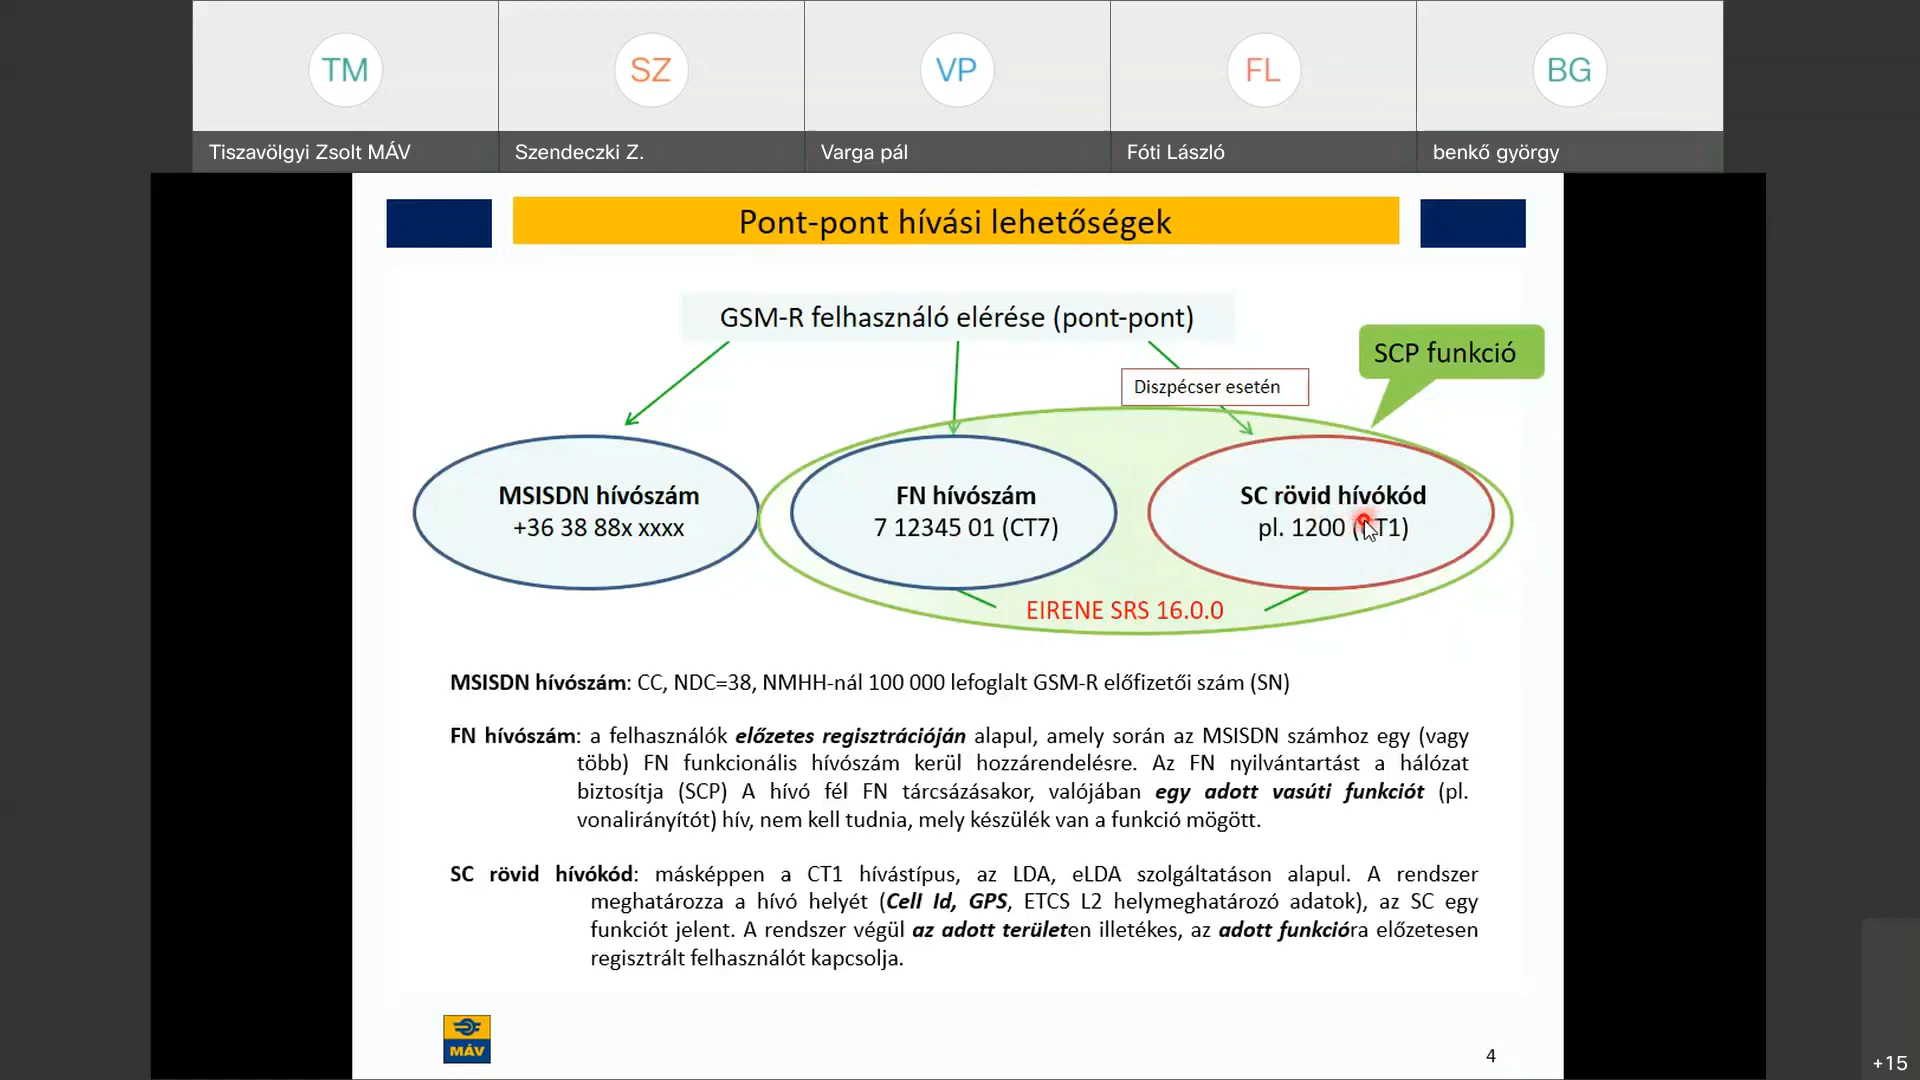 TM
SZ
VP
FL
BG
Tiszavölgyi Zsolt MÁV
Szendeczki Z.
Varga pál
Fóti László
benkő györgy
Pont-pont hívási lehetőségek
GSM-R felhasználó elérése (pont-pont)
SCP funkció
Diszpécser esetén
MSISDN hívószám
+36 38 88x xxxx
FN hívószám
7 12345 01 (CT7)
SC rövid hívókód
pl. 1200 (CT1)
EIRENE SRS 16.0.0
MSISDN hívószám: CC, NDC=38, NMHH-nál 100 000 lefoglalt GSM-R előfizetői szám (SN)
FN hívószám: a felhasználók előzetes regisztrációján alapul, amely során az MSISDN számhoz egy (vagy
több) FN funkcionális hívószám kerül hozzárendelésre. Az FN nyilvántartást a hálózat
biztosítja (SCP) A hívó fél FN tárcsázásakor, valójában egy adott vasúti funkciót (pl.
vonalirányítót) hív, nem kell tudnia, mely készülék van a funkció mögött.
SC rövid hívókód: másképpen a CT1 hívástípus, az LDA, eLDA szolgáltatáson alapul. A rendszer
meghatározza a hívó helyét (Cell Id, GPS, ETCS L2 helymeghatározó adatok), az SC egy
funkciót jelent. A rendszer végül az adott területen illetékes, az adott funkcióra előzetesen
regisztrált felhasználót kapcsolja.
MÁV
4
+15